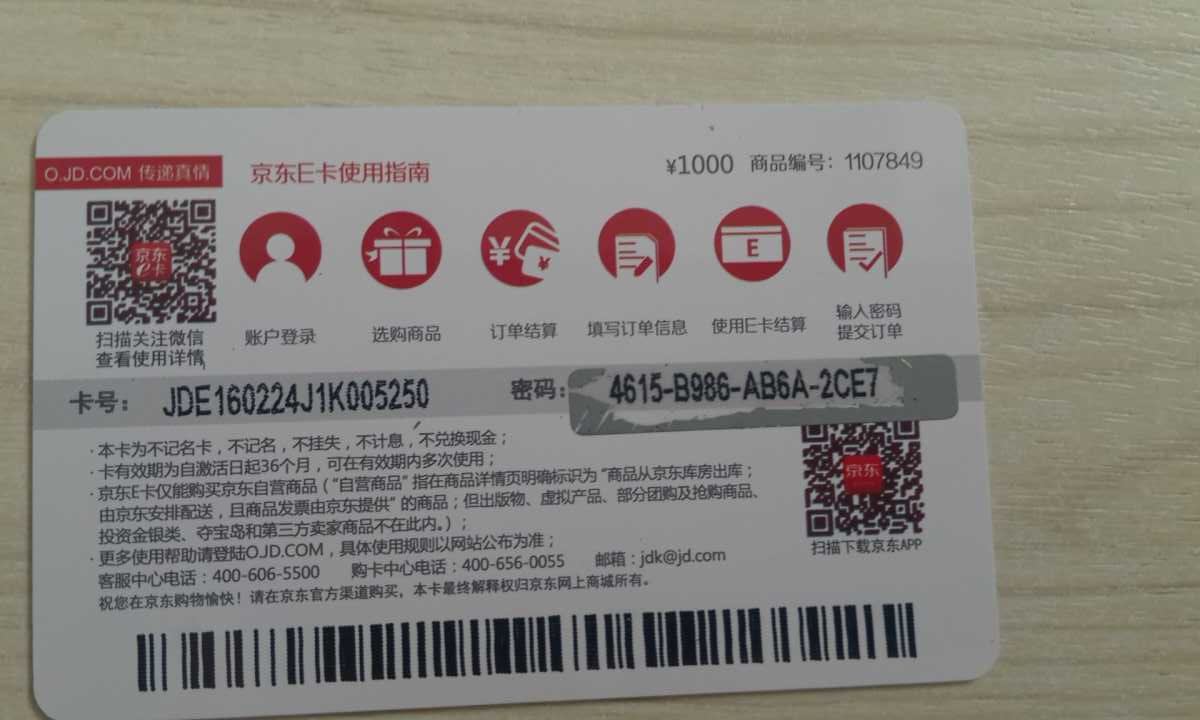 O.JD.COM 传递真情
京东E卡使用指南
¥1000 商品编号：1107849
京东
e卡
扫描关注微信
查看使用详情
账户登录
选购商品
¥
订单结算
填写订单信息
E
使用E卡结算
输入密码
提交订单
卡号： JDE160224J1K005250
密码： 4615-B986-AB6A-2CE7
·本卡为不记名卡，不记名，不挂失，不计息，不兑换现金；
·卡有效期为自激活日起36个月，可在有效期内多次使用；
·京东E卡仅能购买京东自营商品（“自营商品”指在商品详情页明确标识为“商品从京东库房出库；
由京东安排配送，且商品发票由京东提供”的商品；但出版物、虚拟产品、部分团购及抢购商品、
投资金银类、夺宝岛和第三方卖家商品不在此内。）；
·更多使用帮助请登陆O.JD.COM，具体使用规则以网站公布为准；
客服中心电话：400-606-5500 购卡中心电话：400-656-0055 邮箱：jdk@jd.com
祝您在京东购物愉快！请在京东官方渠道购买，本卡最终解释权归京东网上商城所有。
京东
扫描下载京东APP